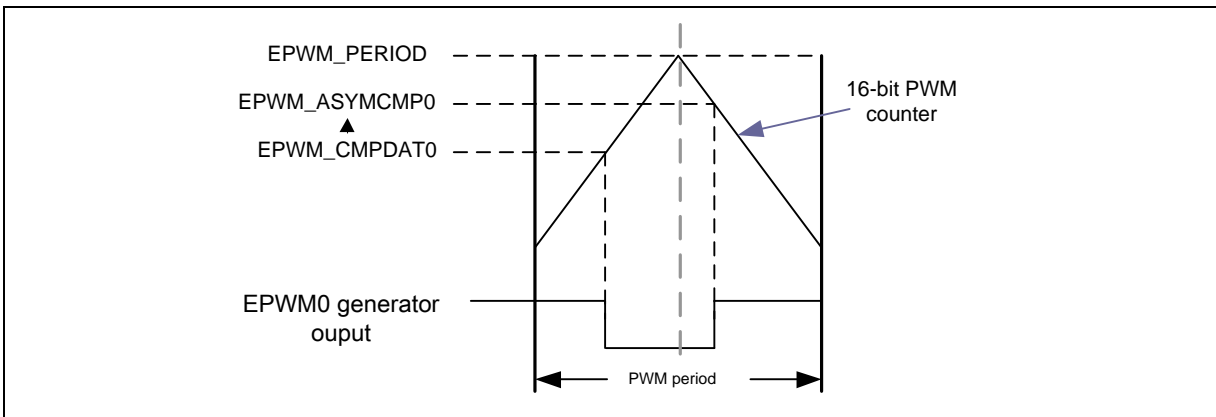 EPWM_PERIOD
EPWM_ASYMCMP0
EPWM_CMPDAT0
16-bit PWM
counter
EPWM0 generator
ouput
PWM period